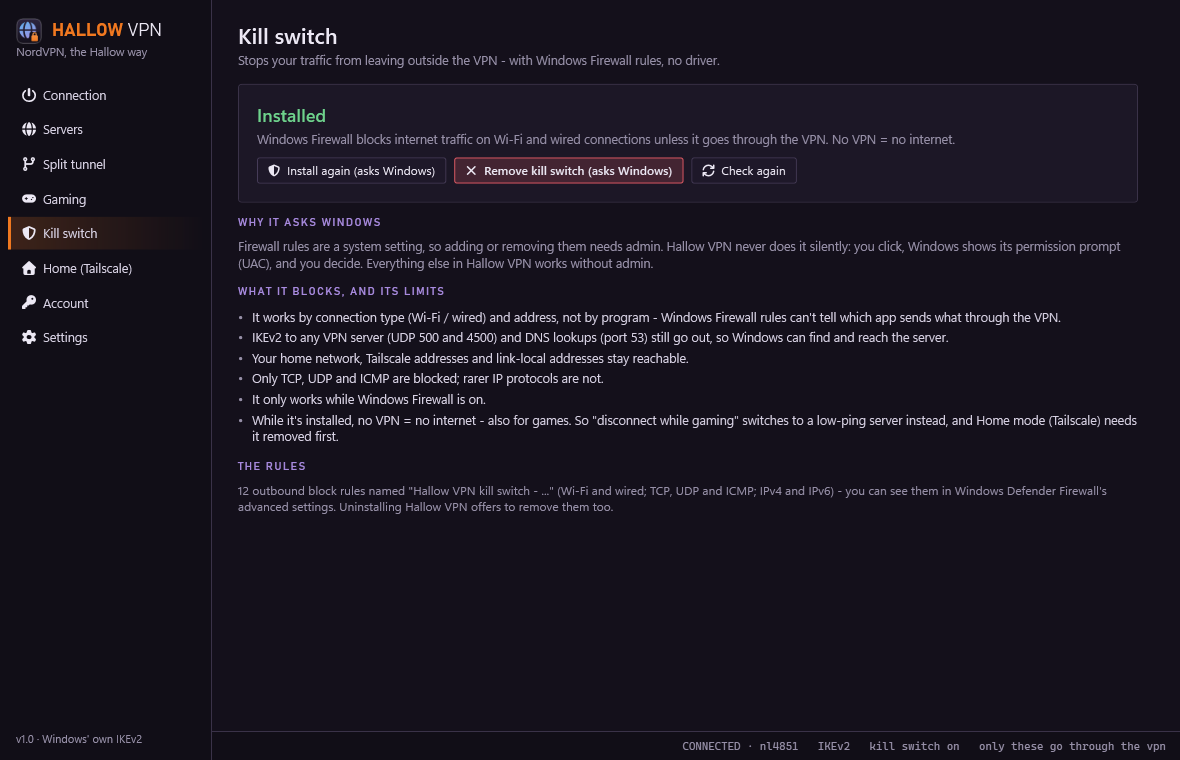 HALLOW VPN
NordVPN, the Hallow way
Connection
Servers
Split tunnel
Gaming
Kill switch
Home (Tailscale)
Account
Settings
v1.0 · Windows' own IKEv2
Kill switch
Stops your traffic from leaving outside the VPN - with Windows Firewall rules, no driver.
Installed
Windows Firewall blocks internet traffic on Wi-Fi and wired connections unless it goes through the VPN. No VPN = no internet.
Install again (asks Windows)
Remove kill switch (asks Windows)
Check again
WHY IT ASKS WINDOWS
Firewall rules are a system setting, so adding or removing them needs admin. Hallow VPN never does it silently: you click, Windows shows its permission prompt
(UAC), and you decide. Everything else in Hallow VPN works without admin.
WHAT IT BLOCKS, AND ITS LIMITS
• It works by connection type (Wi-Fi / wired) and address, not by program - Windows Firewall rules can't tell which app sends what through the VPN.
• IKEv2 to any VPN server (UDP 500 and 4500) and DNS lookups (port 53) still go out, so Windows can find and reach the server.
• Your home network, Tailscale addresses and link-local addresses stay reachable.
• Only TCP, UDP and ICMP are blocked; rarer IP protocols are not.
• It only works while Windows Firewall is on.
• While it's installed, no VPN = no internet - also for games. So "disconnect while gaming" switches to a low-ping server instead, and Home mode (Tailscale) needs
it removed first.
THE RULES
12 outbound block rules named "Hallow VPN kill switch - ..." (Wi-Fi and wired; TCP, UDP and ICMP; IPv4 and IPv6) - you can see them in Windows Defender Firewall's
advanced settings. Uninstalling Hallow VPN offers to remove them too.
CONNECTED · nl4851 IKEv2 kill switch on only these go through the vpn